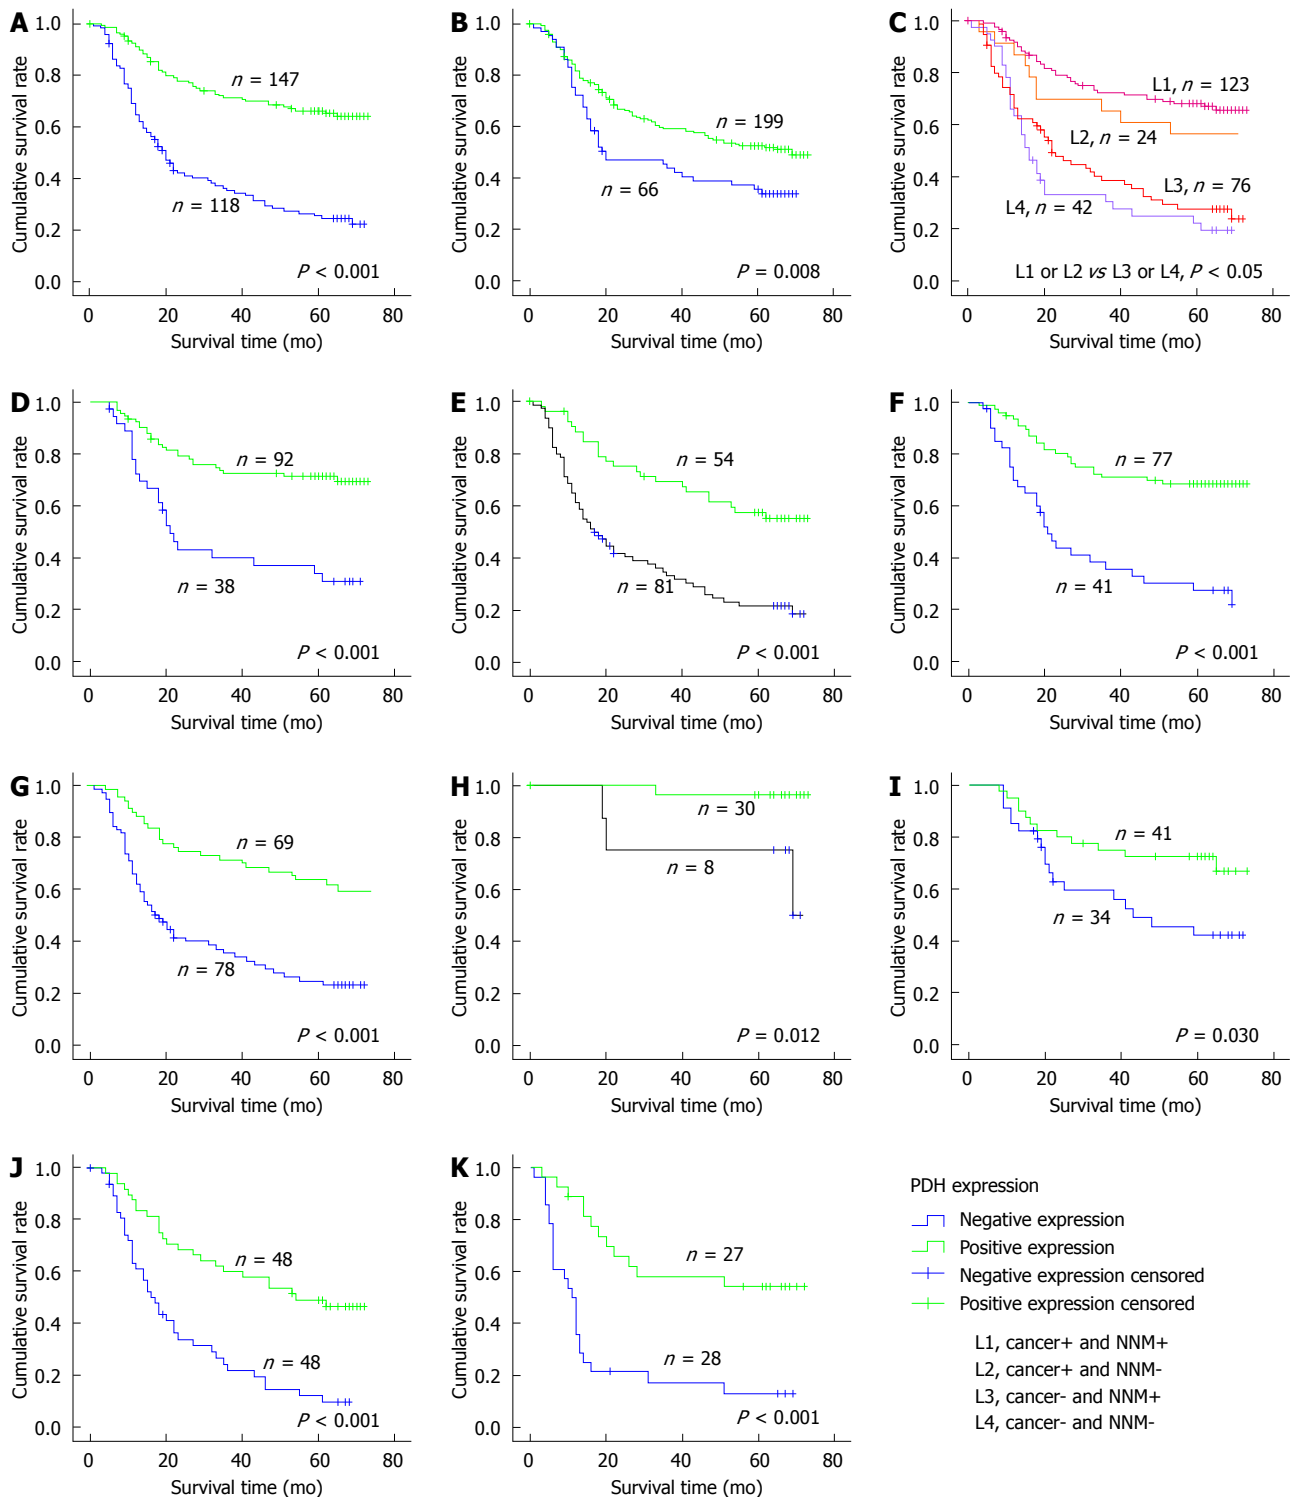 A
1.0
0.8
0.6
0.4
0.2
0.0
Cumulative survival rate
n = 147
n = 118
P < 0.001
0 20 40 60 80
Survival time (mo)
B
1.0
0.8
0.6
0.4
0.2
0.0
Cumulative survival rate
n = 199
n = 66
P = 0.008
0 20 40 60 80
Survival time (mo)
C
1.0
0.8
0.6
0.4
0.2
0.0
Cumulative survival rate
L1, n = 123
L2, n = 24
L3, n = 76
L4, n = 42
L1 or L2 vs L3 or L4, P < 0.05
0 20 40 60 80
Survival time (mo)
D
1.0
0.8
0.6
0.4
0.2
0.0
Cumulative survival rate
n = 92
n = 38
P < 0.001
0 20 40 60 80
Survival time (mo)
E
1.0
0.8
0.6
0.4
0.2
0.0
Cumulative survival rate
n = 54
n = 81
P < 0.001
0 20 40 60 80
Survival time (mo)
F
1.0
0.8
0.6
0.4
0.2
0.0
Cumulative survival rate
n = 77
n = 41
P < 0.001
0 20 40 60 80
Survival time (mo)
G
1.0
0.8
0.6
0.4
0.2
0.0
Cumulative survival rate
n = 69
n = 78
P < 0.001
0 20 40 60 80
Survival time (mo)
H
1.0
0.8
0.6
0.4
0.2
0.0
Cumulative survival rate
n = 30
n = 8
P = 0.012
0 20 40 60 80
Survival time (mo)
I
1.0
0.8
0.6
0.4
0.2
0.0
Cumulative survival rate
n = 41
n = 34
P = 0.030
0 20 40 60 80
Survival time (mo)
J
1.0
0.8
0.6
0.4
0.2
0.0
Cumulative survival rate
n = 48
n = 48
P < 0.001
0 20 40 60 80
Survival time (mo)
K
1.0
0.8
0.6
0.4
0.2
0.0
Cumulative survival rate
n = 27
n = 28
P < 0.001
0 20 40 60 80
Survival time (mo)
PDH expression
Negative expression
Positive expression
Negative expression censored
Positive expression censored
L1, cancer+ and NNM+
L2, cancer+ and NNM-
L3, cancer- and NNM+
L4, cancer- and NNM-